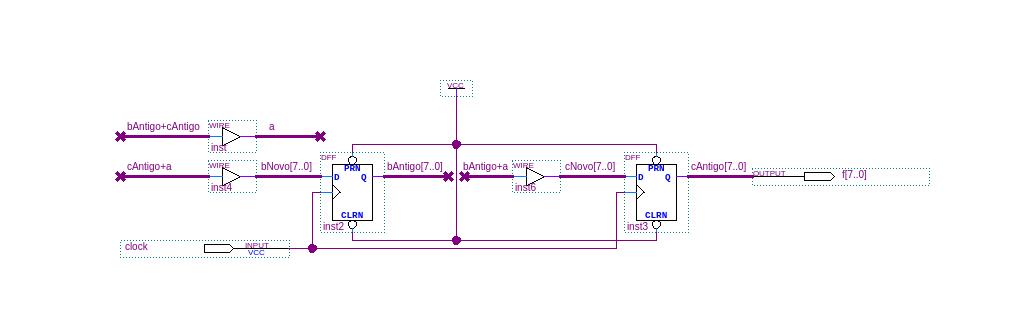 VCC
bAntigo+cAntigo WIRE a
inst
cAntigo+a WIRE bNovo[7..0] DFF PRN bAntigo[7..0] bAntigo+a WIRE cNovo[7..0] DFF PRN cAntigo[7..0] OUTPUT f[7..0]
D Q D Q
inst4 inst6
CLRN CLRN
inst2 inst3
clock INPUT
VCC